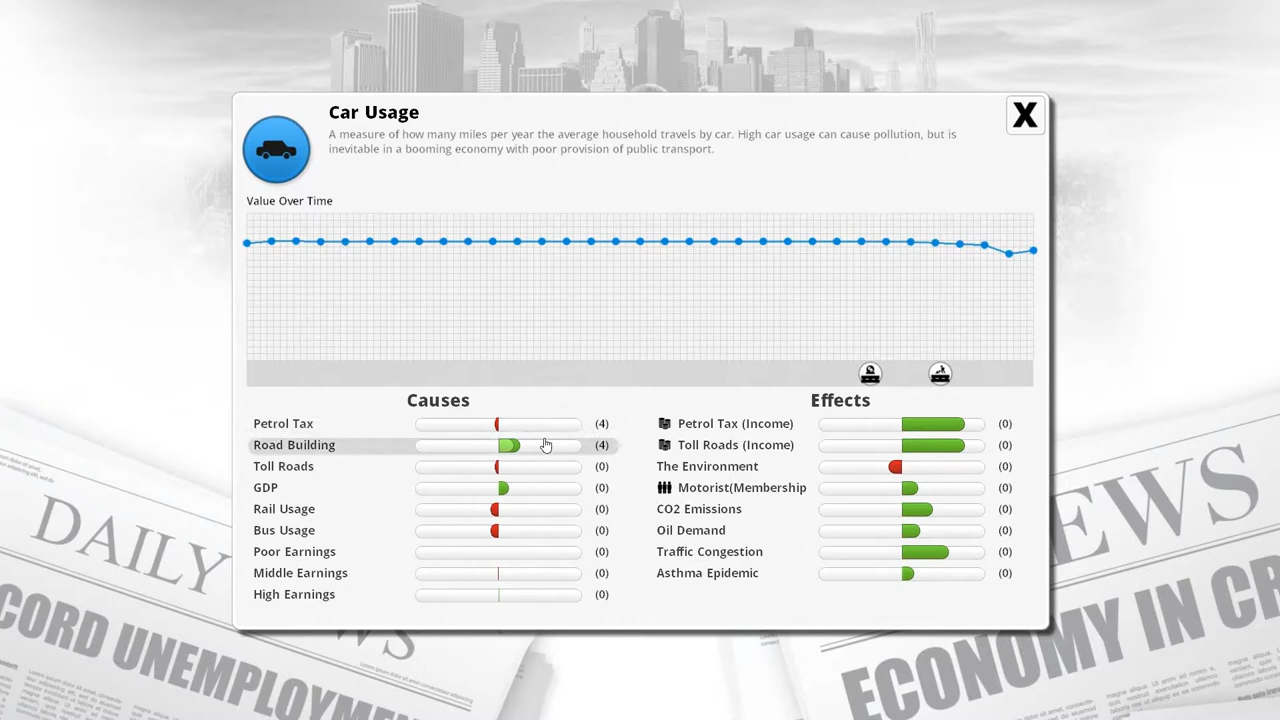 Car Usage
X
A measure of how many miles per year the average household travels by car. High car usage can cause pollution, but is
inevitable in a booming economy with poor provision of public transport.
Value Over Time
Causes
Effects
Petrol Tax (4)
Road Building (4)
Toll Roads (0)
GDP (0)
Rail Usage (0)
Bus Usage (0)
Poor Earnings (0)
Middle Earnings (0)
High Earnings (0)
Petrol Tax (Income) (0)
Toll Roads (Income) (0)
The Environment (0)
Motorist(Membership (0)
CO2 Emissions (0)
Oil Demand (0)
Traffic Congestion (0)
Asthma Epidemic (0)
DAILY
WS
CORD UNEMPLOYM
EWS
ECONOMY IN CR